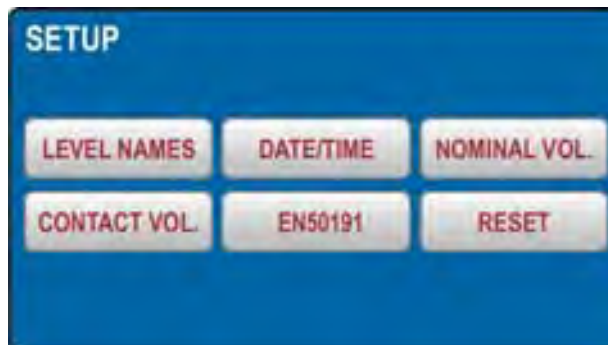 SETUP
LEVEL NAMES DATE/TIME NOMINAL VOL.
CONTACT VOL. EN50191 RESET